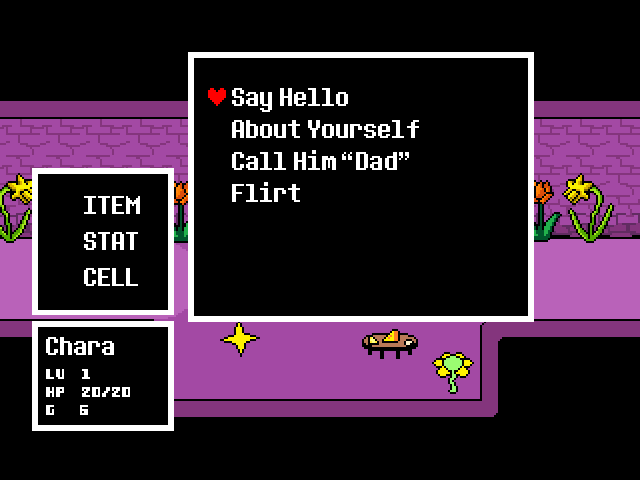 Say Hello
About Yourself
Call Him “Dad”
Flirt
ITEM
STAT
CELL
Chara
LV 1
HP 20/20
G 6